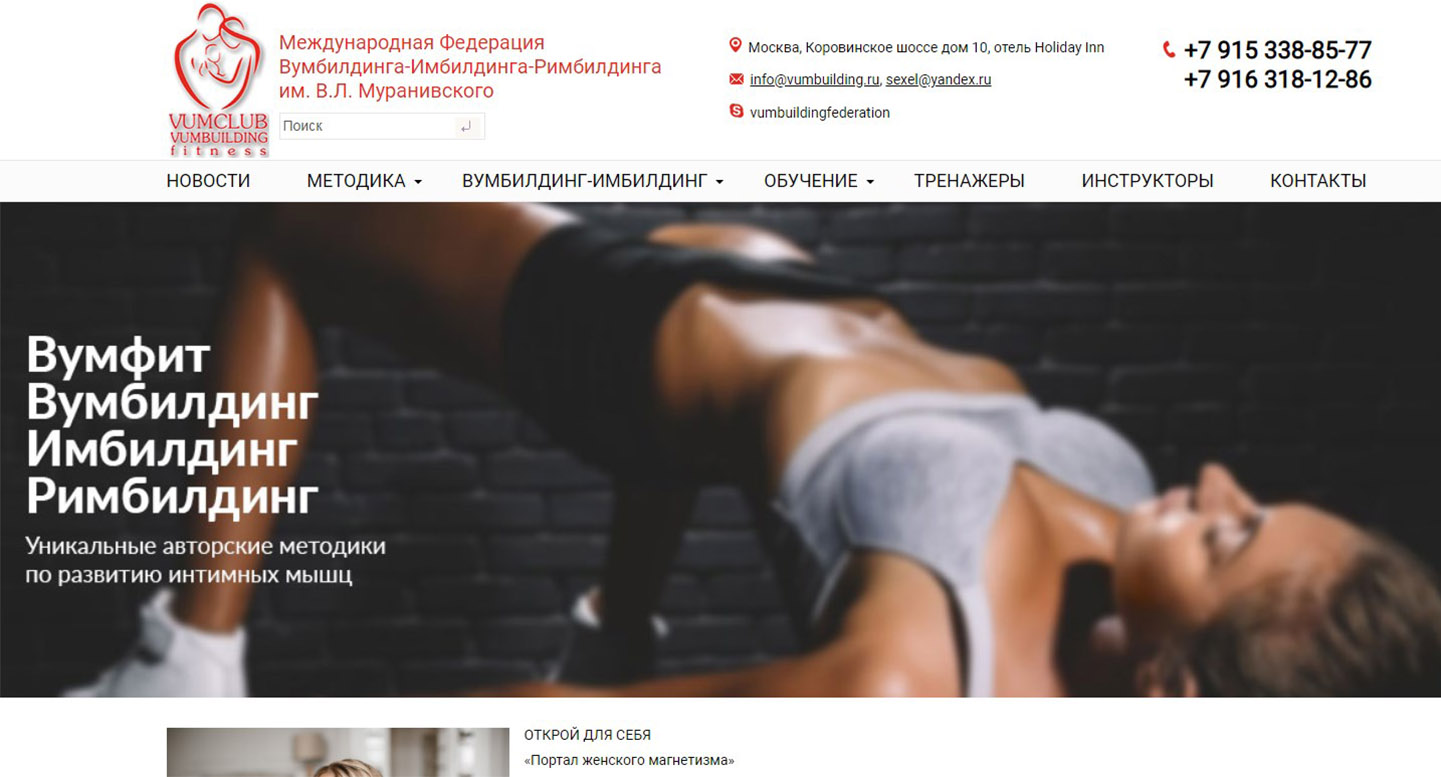 VUMCLUB
VUMBUILDING
fitness
Международная Федерация
Вумбилдинга-Имбилдинга-Римбилдинга
им. В.Л. Муранивского
Поиск
Москва, Коровинское шоссе дом 10, отель Holiday Inn
info@vumbuilding.ru, sexel@yandex.ru
vumbuildingfederation
+7 915 338-85-77
+7 916 318-12-86
НОВОСТИ МЕТОДИКА ВУМБИЛДИНГ-ИМБИЛДИНГ ОБУЧЕНИЕ ТРЕНАЖЕРЫ ИНСТРУКТОРЫ КОНТАКТЫ
Вумфит
Вумбилдинг
Имбилдинг
Римбилдинг
Уникальные авторские методики
по развитию интимных мышц
ОТКРОЙ ДЛЯ СЕБЯ
«Портал женского магнетизма»